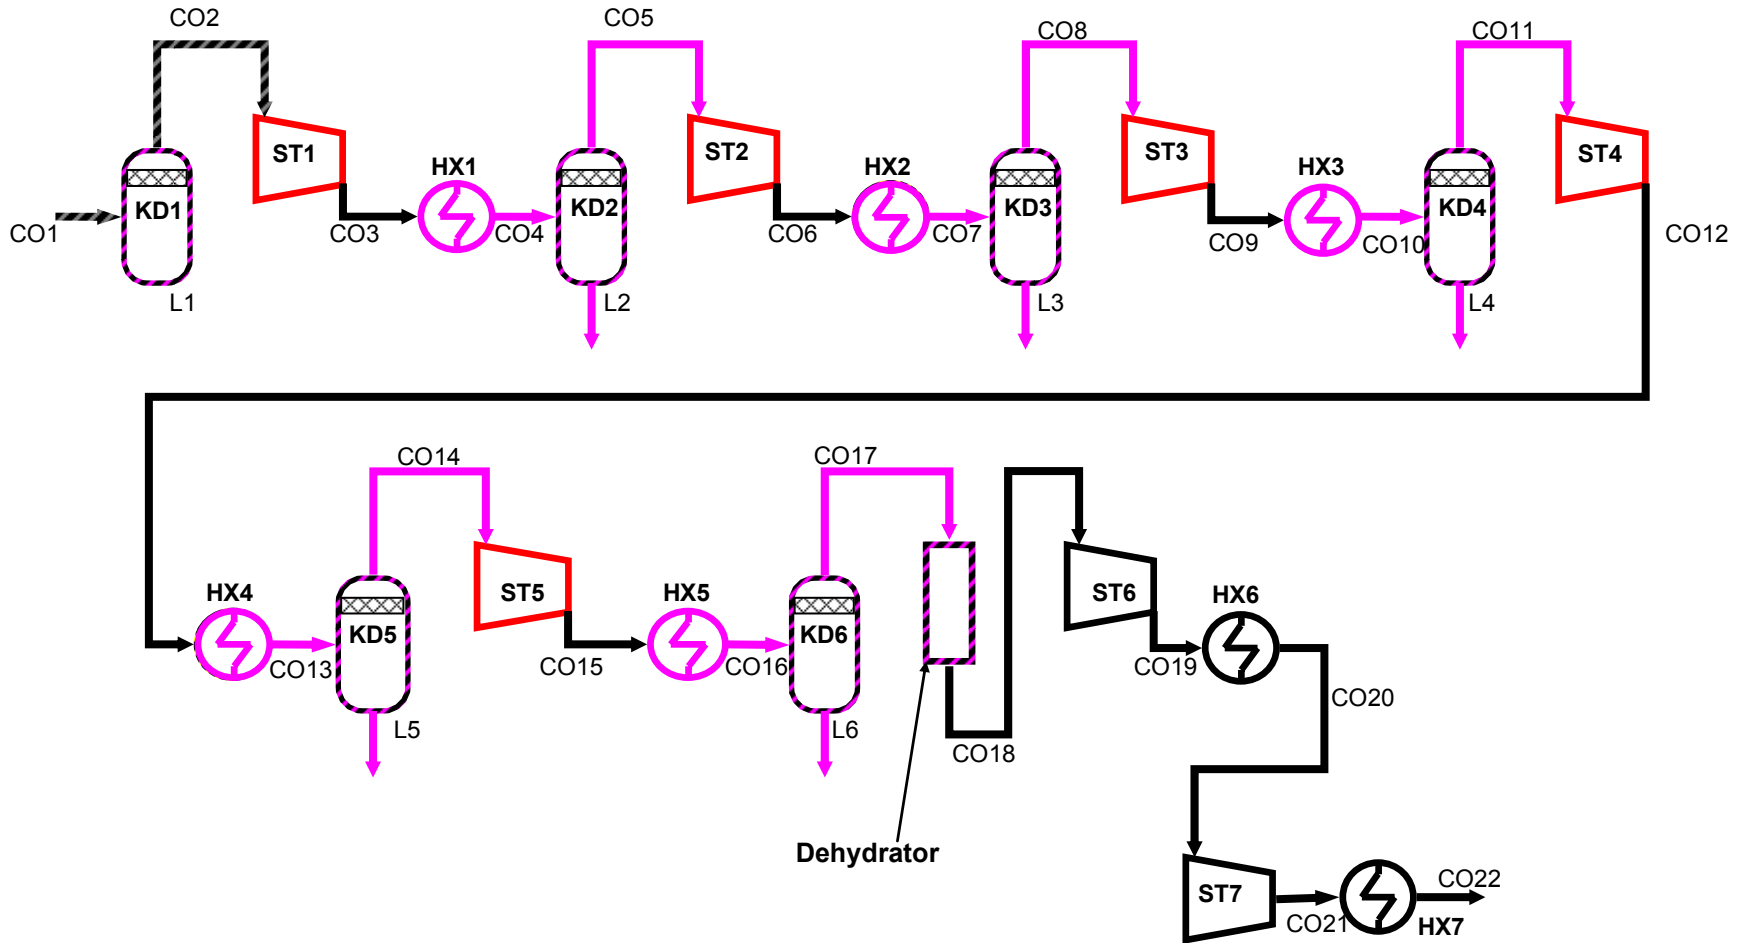 CO2
CO5
CO8
CO11
ST1
ST2
ST3
ST4
HX1
HX2
HX3
KD1
KD2
KD3
KD4
CO1
CO3
CO4
CO6
CO7
CO9
CO10
CO12
L1
L2
L3
L4
CO14
CO17
HX4
ST5
HX5
ST6
HX6
KD5
KD6
CO13
CO15
CO16
CO19
CO20
L5
L6
CO18
Dehydrator
ST7
CO22
CO21
HX7